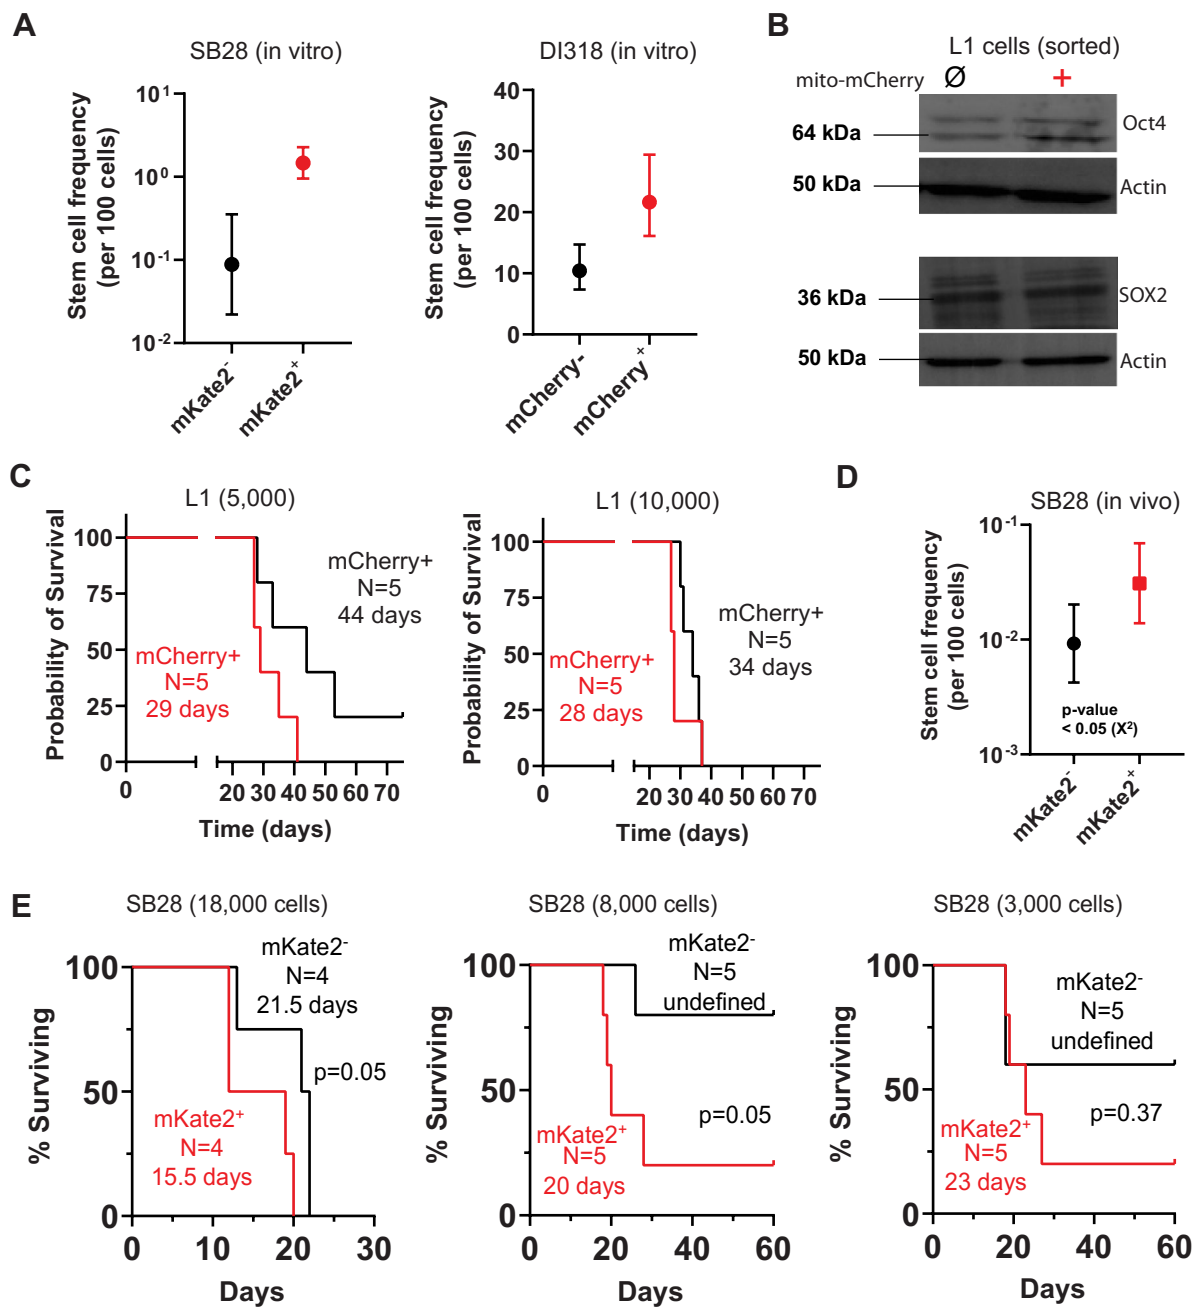 A
SB28 (in vitro)
Stem cell frequency
(per 100 cells)
10¹
10⁰
10⁻¹
10⁻²
mKate2⁻
mKate2⁺
DI318 (in vitro)
Stem cell frequency
(per 100 cells)
40
30
20
10
0
mCherry-
mCherry⁺
B
L1 cells (sorted)
mito-mCherry Ø +
64 kDa
Oct4
50 kDa
Actin
36 kDa
SOX2
50 kDa
Actin
C
L1 (5,000)
Probability of Survival
100
75
50
25
0
mCherry+
N=5
44 days
mCherry+
N=5
29 days
0 20 30 40 50 60 70
Time (days)
L1 (10,000)
Probability of Survival
100
75
50
25
0
mCherry+
N=5
34 days
mCherry+
N=5
28 days
0 20 30 40 50 60 70
Time (days)
D
SB28 (in vivo)
Stem cell frequency
(per 100 cells)
10⁻¹
10⁻²
10⁻³
p-value
< 0.05 (X²)
mKate2⁻
mKate2⁺
E
SB28 (18,000 cells)
% Surviving
100
50
0
mKate2⁻
N=4
21.5 days
p=0.05
mKate2⁺
N=4
15.5 days
0 10 20 30
Days
SB28 (8,000 cells)
% Surviving
100
50
0
mKate2⁻
N=5
undefined
p=0.05
mKate2⁺
N=5
20 days
0 20 40 60
Days
SB28 (3,000 cells)
% Surviving
100
50
0
mKate2⁻
N=5
undefined
p=0.37
mKate2⁺
N=5
23 days
0 20 40 60
Days